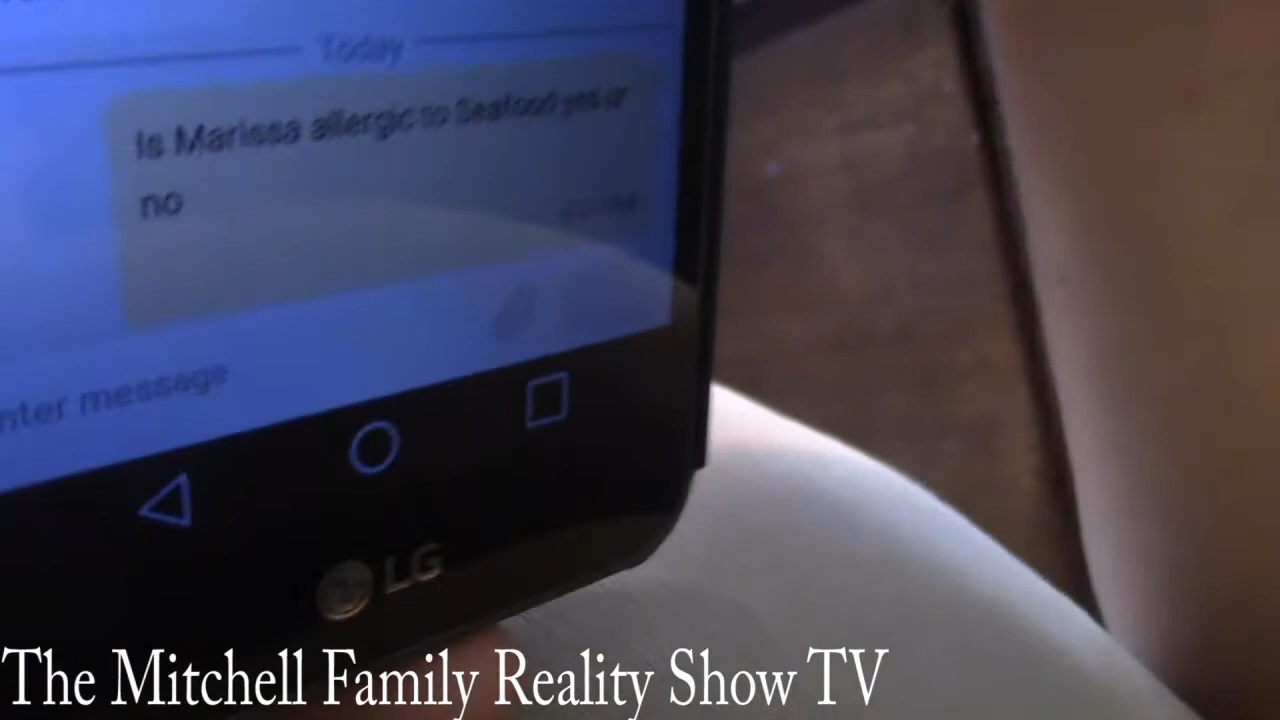 Today
Is Marissa allergic to Seafood yes or
no
nter message
LG
The Mitchell Family Reality Show TV